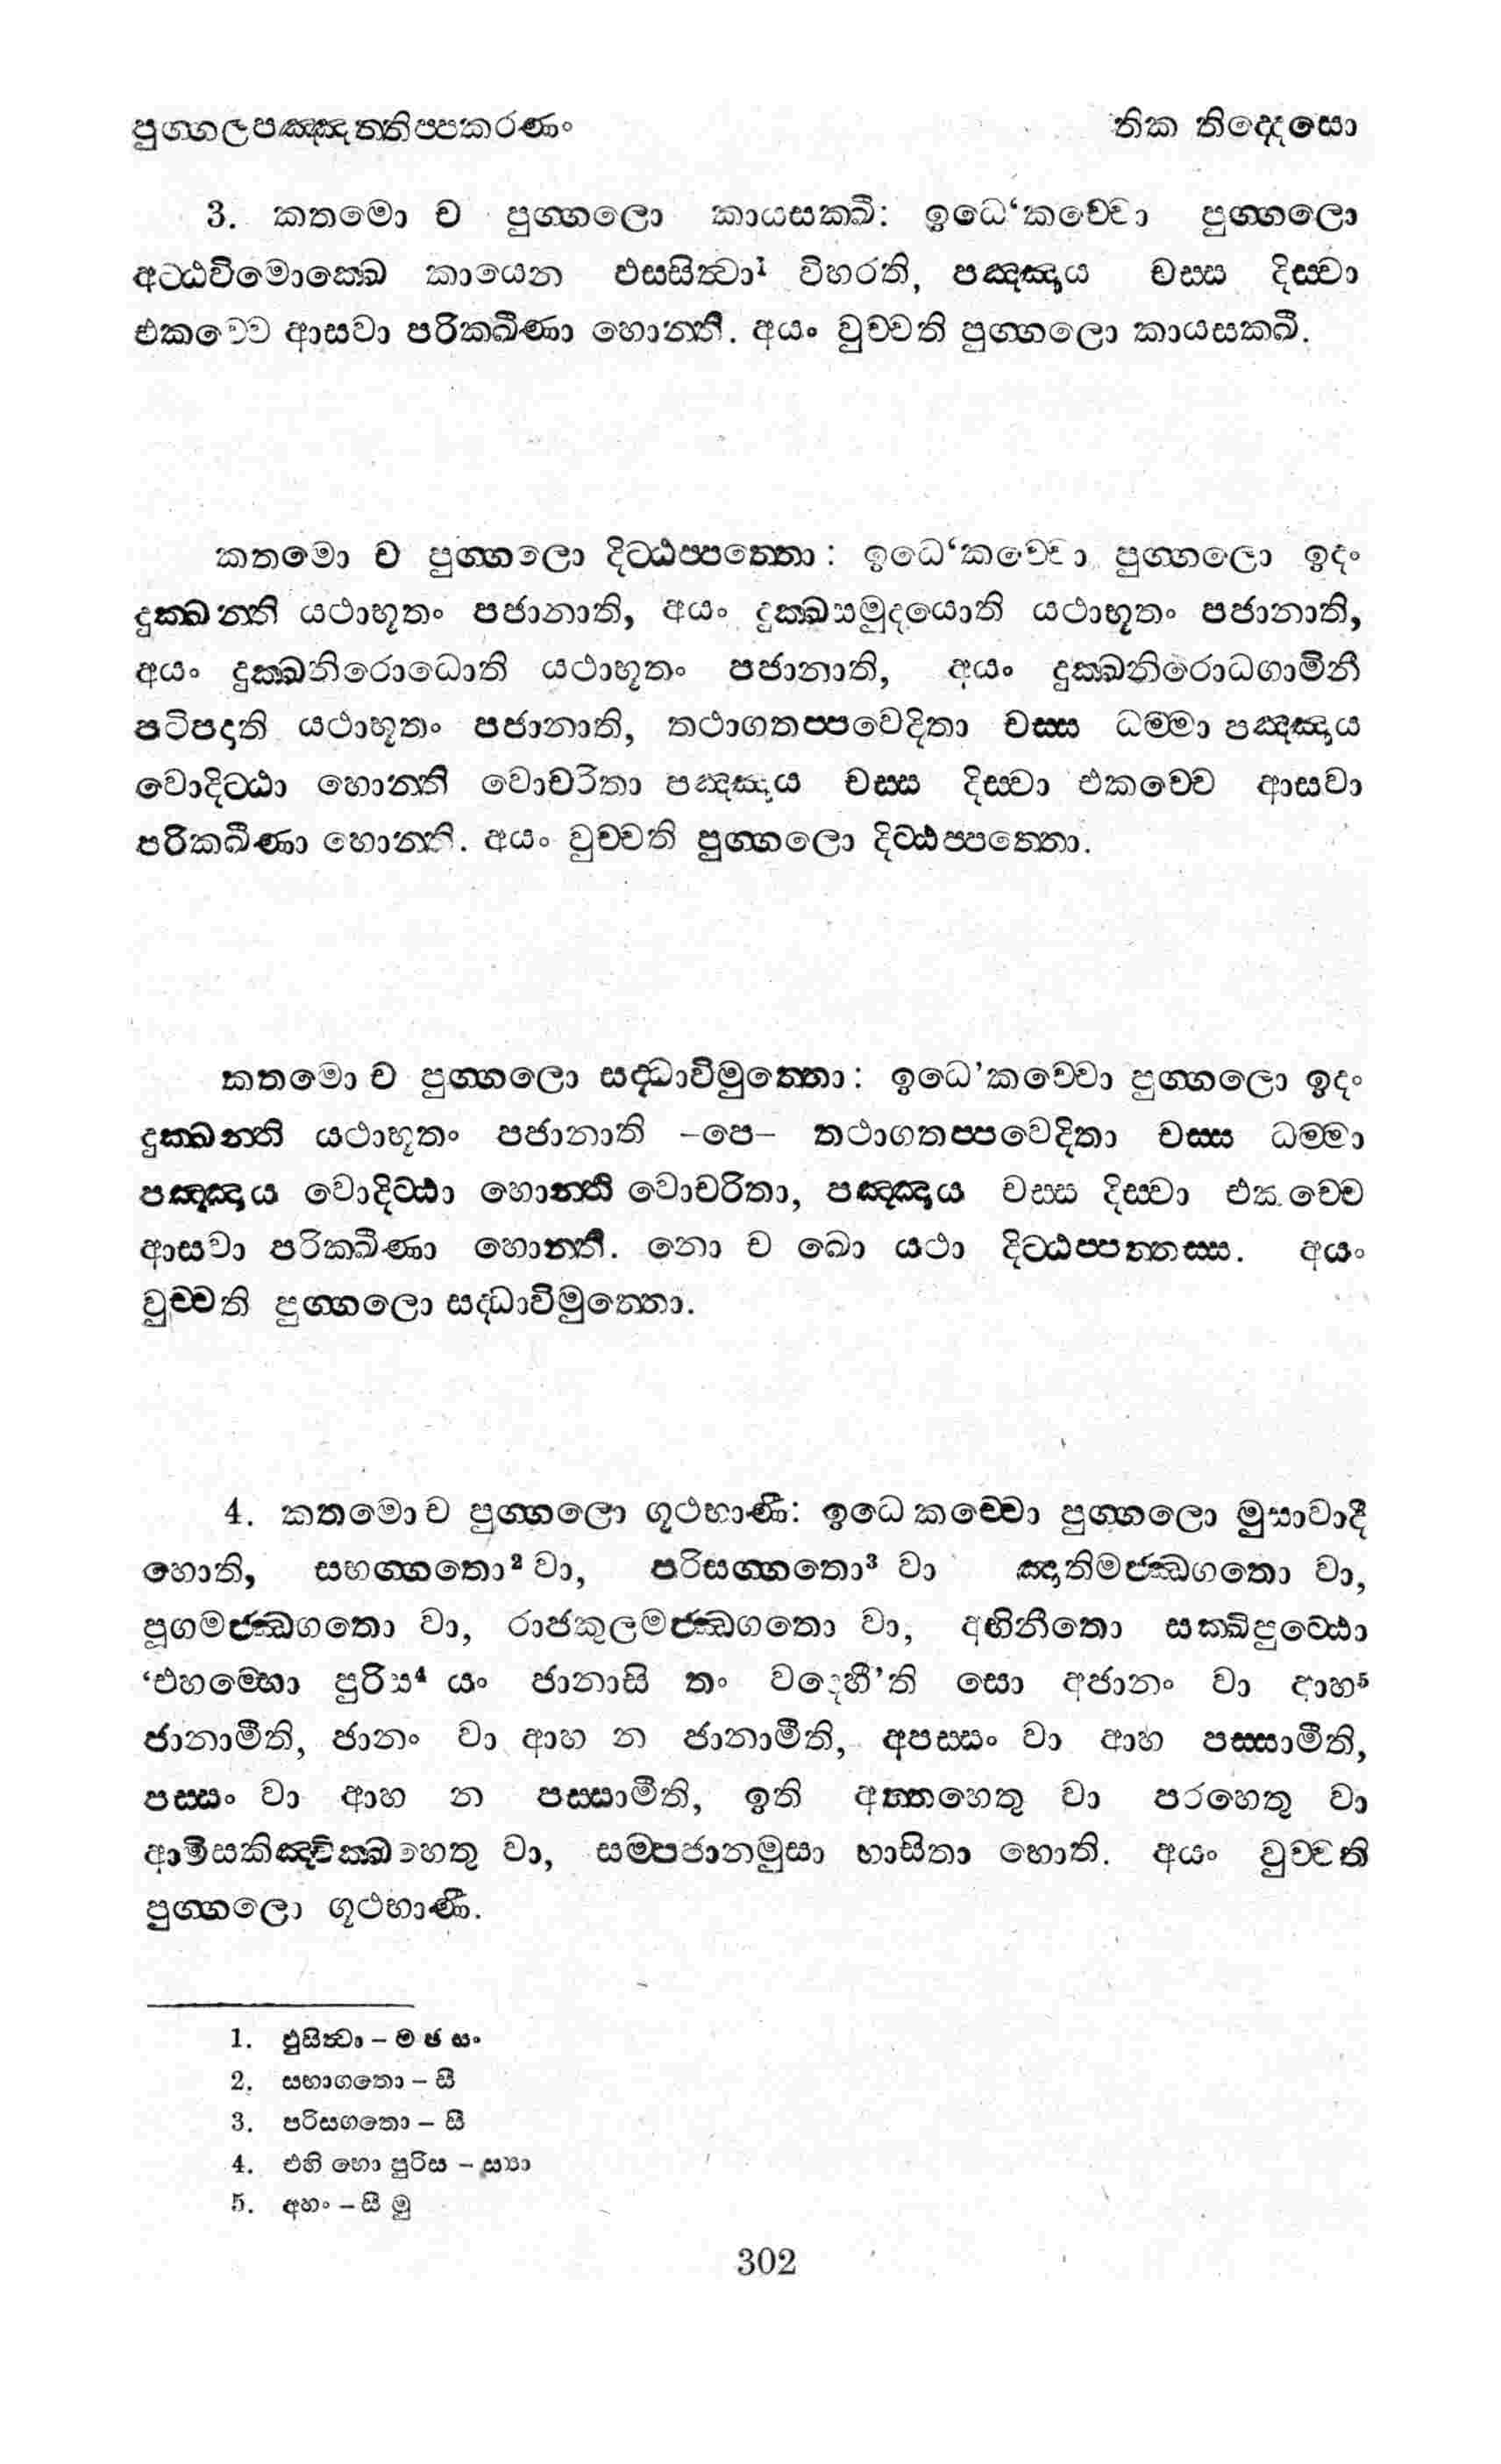 පුග්ගලපඤ්ඤත්තිප්පකරණං තික නිද්දෙසො
3. කතමො ච පුග්ගලො කායසක්ඛි: ඉධෙ‘කච්චො පුග්ගලො
අට්ඨවිමොක්ඛෙ කායෙන ඵස්සිත්වා¹ විහරති, පඤ්ඤාය චස්ස දිස්වා
එකච්චෙ ආසවා පරික්ඛීණා හොන්ති. අයං වුච්චති පුග්ගලො කායසක්ඛී.
කතමො ච පුග්ගලො දිට්ඨප්පත්තො: ඉධෙ‘කච්චො පුග්ගලො ඉදං
දුක්ඛන්ති යථාභූතං පජානාති, අයං දුක්ඛසමුදයොති යථාභූතං පජානාති,
අයං දුක්ඛනිරොධොති යථාභූතං පජානාති, අයං දුක්ඛනිරොධගාමිනී
පටිපදාති යථාභූතං පජානාති, තථාගතප්පවෙදිතා චස්ස ධම්මා පඤ්ඤාය
වොදිට්ඨා හොන්ති වොචරිතා පඤ්ඤාය චස්ස දිස්වා එකච්චෙ ආසවා
පරික්ඛීණා හොන්ති. අයං වුච්චති පුග්ගලො දිට්ඨප්පත්තො.
කතමො ච පුග්ගලො සද්ධාවිමුත්තො: ඉධෙ’කච්චො පුග්ගලො ඉදං
දුක්ඛන්ති යථාභූතං පජානාති –පෙ– තථාගතප්පවෙදිතා චස්ස ධම්මා
පඤ්ඤාය වොදිට්ඨා හොන්ති වොචරිතා, පඤ්ඤාය චස්ස දිස්වා එකච්චෙ
ආසවා පරික්ඛීණා හොන්ති. නො ච ඛො යථා දිට්ඨප්පත්තස්ස. අයං
වුච්චති පුග්ගලො සද්ධාවිමුත්තො.
4. කතමො ච පුග්ගලො ගූථභාණී: ඉධෙකච්චො පුග්ගලො මුසාවාදී
හොති, සභග්ගතො² වා, පරිසග්ගතො³ වා ඤාතිමජ්ඣගතො වා,
පූගමජ්ඣගතො වා, රාජකුලමජ්ඣගතො වා, අභිනීතො සක්ඛිපුට්ඨො
‘එහම්භො පුරිස⁴ යං ජානාසි තං වදෙහී’ති සො අජානං වා ආහ⁵
ජානාමීති, ජානං වා ආහ න ජානාමීති, අපස්සං වා ආහ පස්සාමීති,
පස්සං වා ආහ න පස්සාමීති, ඉති අත්තහෙතු වා පරහෙතු වා
ආමිසකිඤ්චික්ඛහෙතු වා, සම්පජානමුසා භාසිතා හොති. අයං වුච්චති
පුග්ගලො ගූථභාණී.
1. ඵුසිත්වා – ම ඡ සං
2. සභාගතො – සී
3. පරිසගතො – සී
4. එහි භො පුරිස – ස්‍යා
5. අහං – සී මු
302